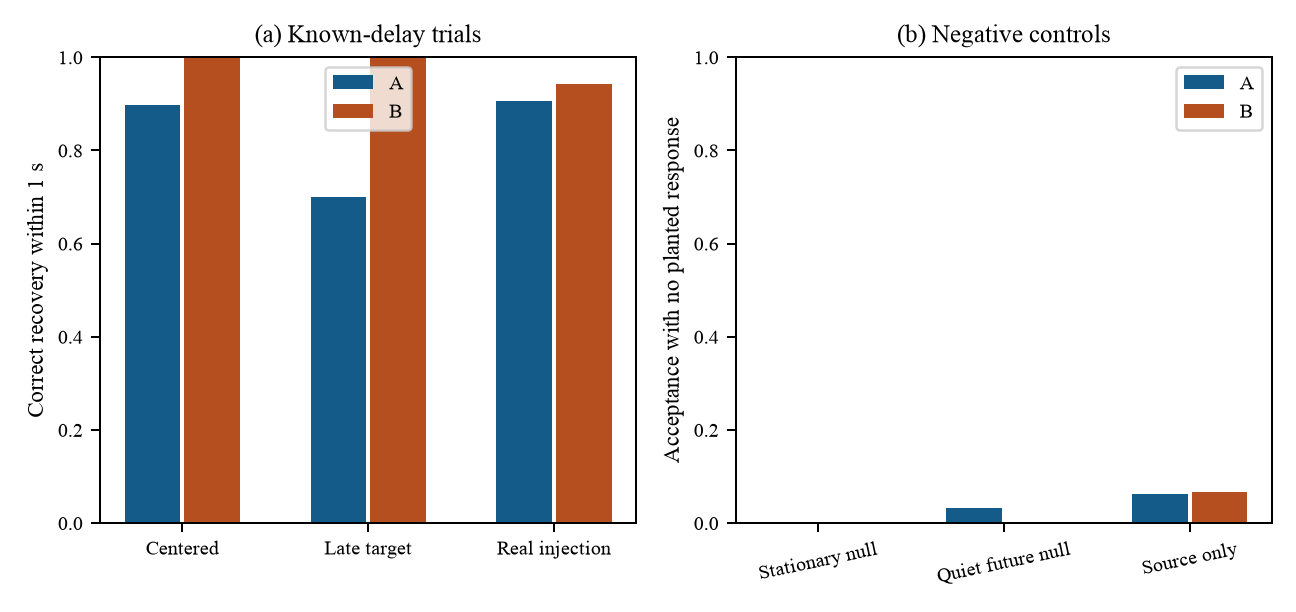 (a) Known-delay trials
Correct recovery within 1 s
1.0
0.8
0.6
0.4
0.2
0.0
A
B
Centered
Late target
Real injection
(b) Negative controls
Acceptance with no planted response
1.0
0.8
0.6
0.4
0.2
0.0
A
B
Stationary null
Quiet future null
Source only